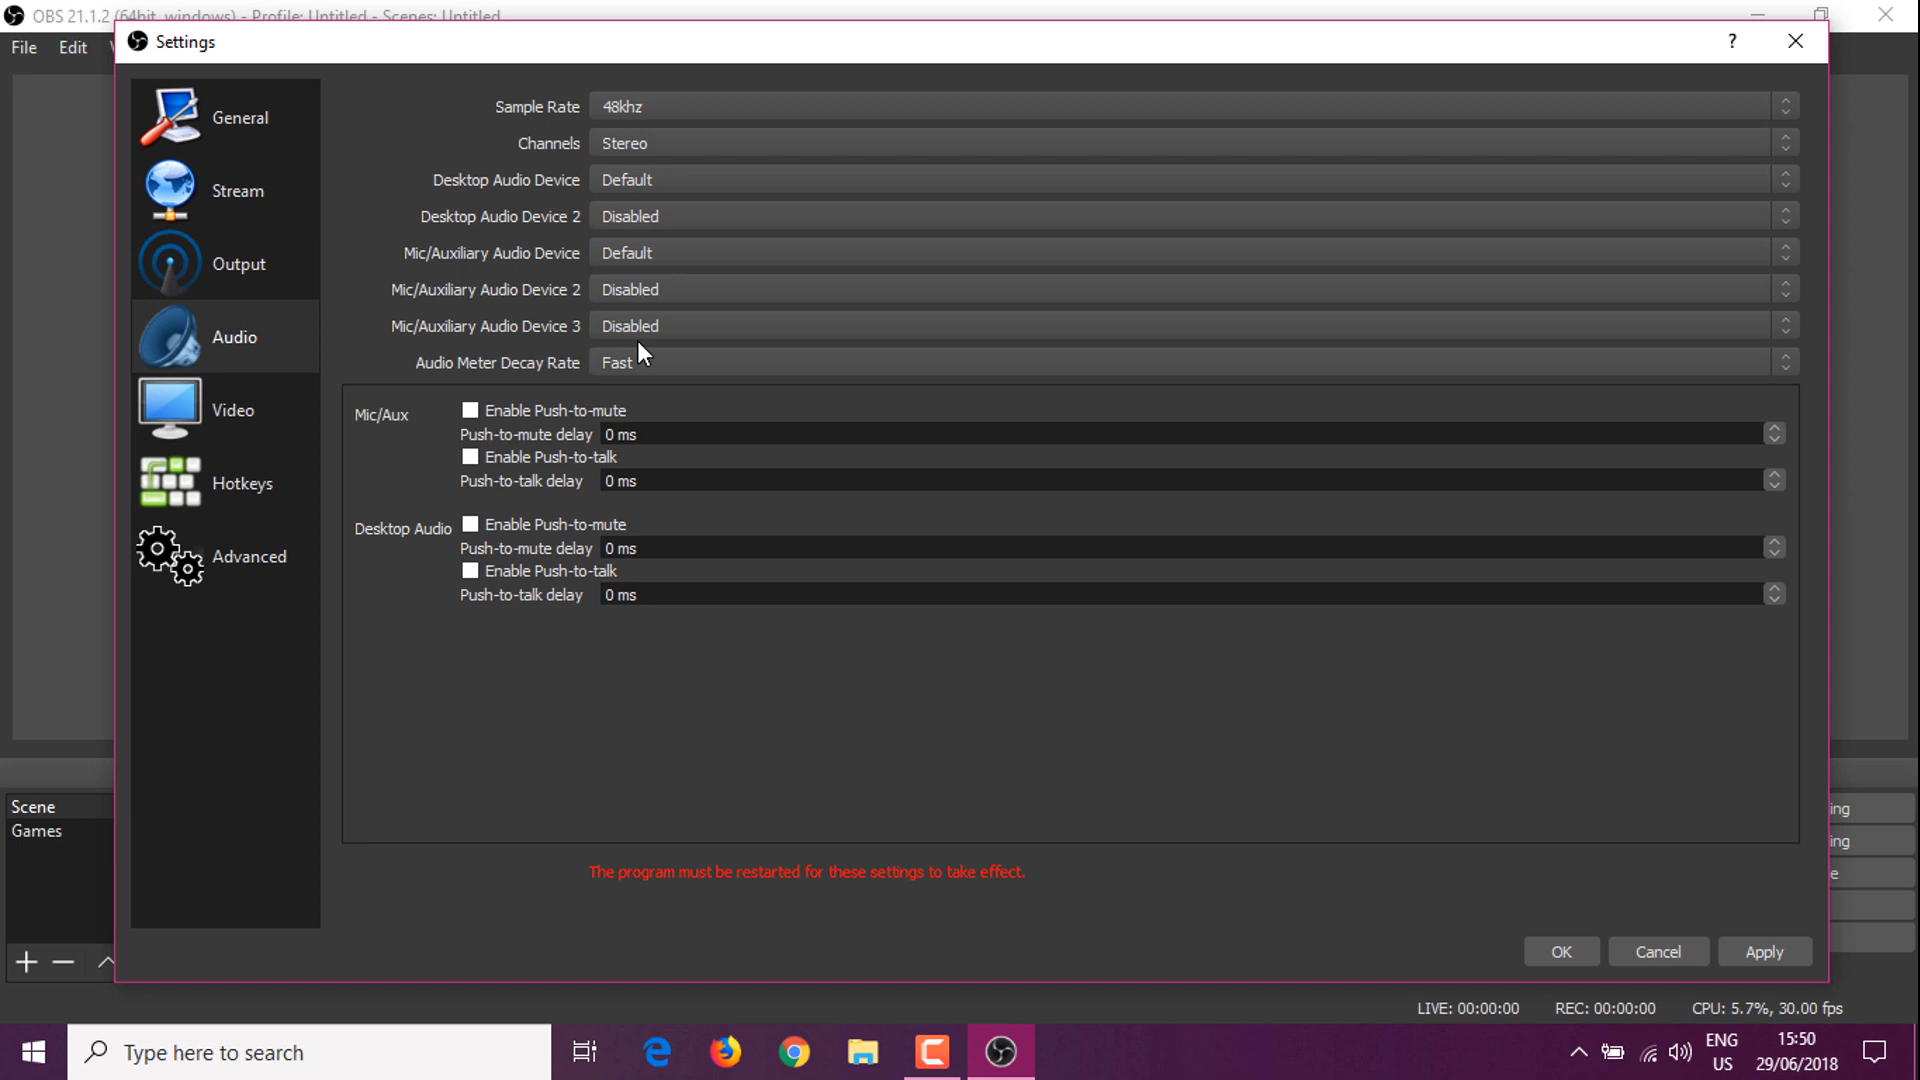 OBS 21.1.2 (64bit, windows) - Profile: Untitled - Scenes: Untitled
File Edit
Settings
?
General
Stream
Output
Audio
Video
Hotkeys
Advanced
Sample Rate 48khz
Channels Stereo
Desktop Audio Device Default
Desktop Audio Device 2 Disabled
Mic/Auxiliary Audio Device Default
Mic/Auxiliary Audio Device 2 Disabled
Mic/Auxiliary Audio Device 3 Disabled
Audio Meter Decay Rate Fast
Mic/Aux Enable Push-to-mute
Push-to-mute delay 0 ms
Enable Push-to-talk
Push-to-talk delay 0 ms
Desktop Audio Enable Push-to-mute
Push-to-mute delay 0 ms
Enable Push-to-talk
Push-to-talk delay 0 ms
The program must be restarted for these settings to take effect.
OK Cancel Apply
Scene
Games
ing
ing
e
LIVE: 00:00:00 REC: 00:00:00 CPU: 5.7%, 30.00 fps
Type here to search
ENG
US
15:50
29/06/2018